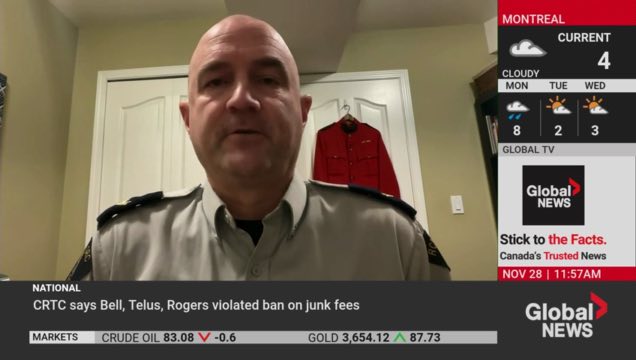 MONTREAL
CURRENT
4
CLOUDY
MON TUE WED
8 2 3
GLOBAL TV
Global
NEWS
Stick to the Facts.
Canada's Trusted News
NOV 28 | 11:57AM
NATIONAL
CRTC says Bell, Telus, Rogers violated ban on junk fees
Global
NEWS
MARKETS CRUDE OIL 83.08 -0.6 GOLD 3,654.12 87.73